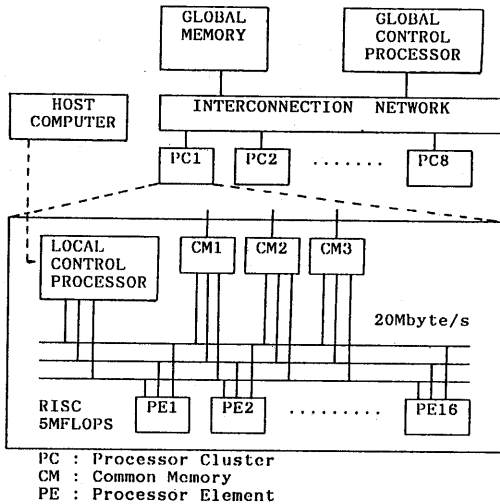 GLOBAL
MEMORY
GLOBAL
CONTROL
PROCESSOR
HOST
COMPUTER
INTERCONNECTION NETWORK
PC1
PC2
........
PC8
LOCAL
CONTROL
PROCESSOR
CM1
CM2
CM3
20Mbyte/s
RISC
5MFLOPS
PE1
PE2
.........
PE16
PC : Processor Cluster
CM : Common Memory
PE : Processor Element